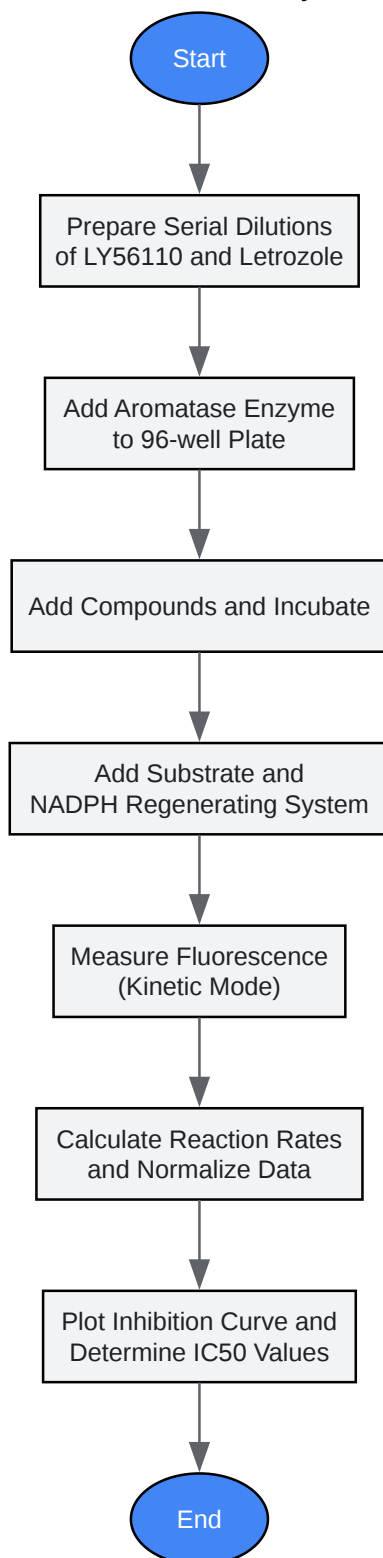 Start
Prepare Serial Dilutions
of LY56110 and Letrozole
Add Aromatase Enzyme
to 96-well Plate
Add Compounds and Incubate
Add Substrate and
NADPH Regenerating System
Measure Fluorescence
(Kinetic Mode)
Calculate Reaction Rates
and Normalize Data
Plot Inhibition Curve and
Determine IC50 Values
End